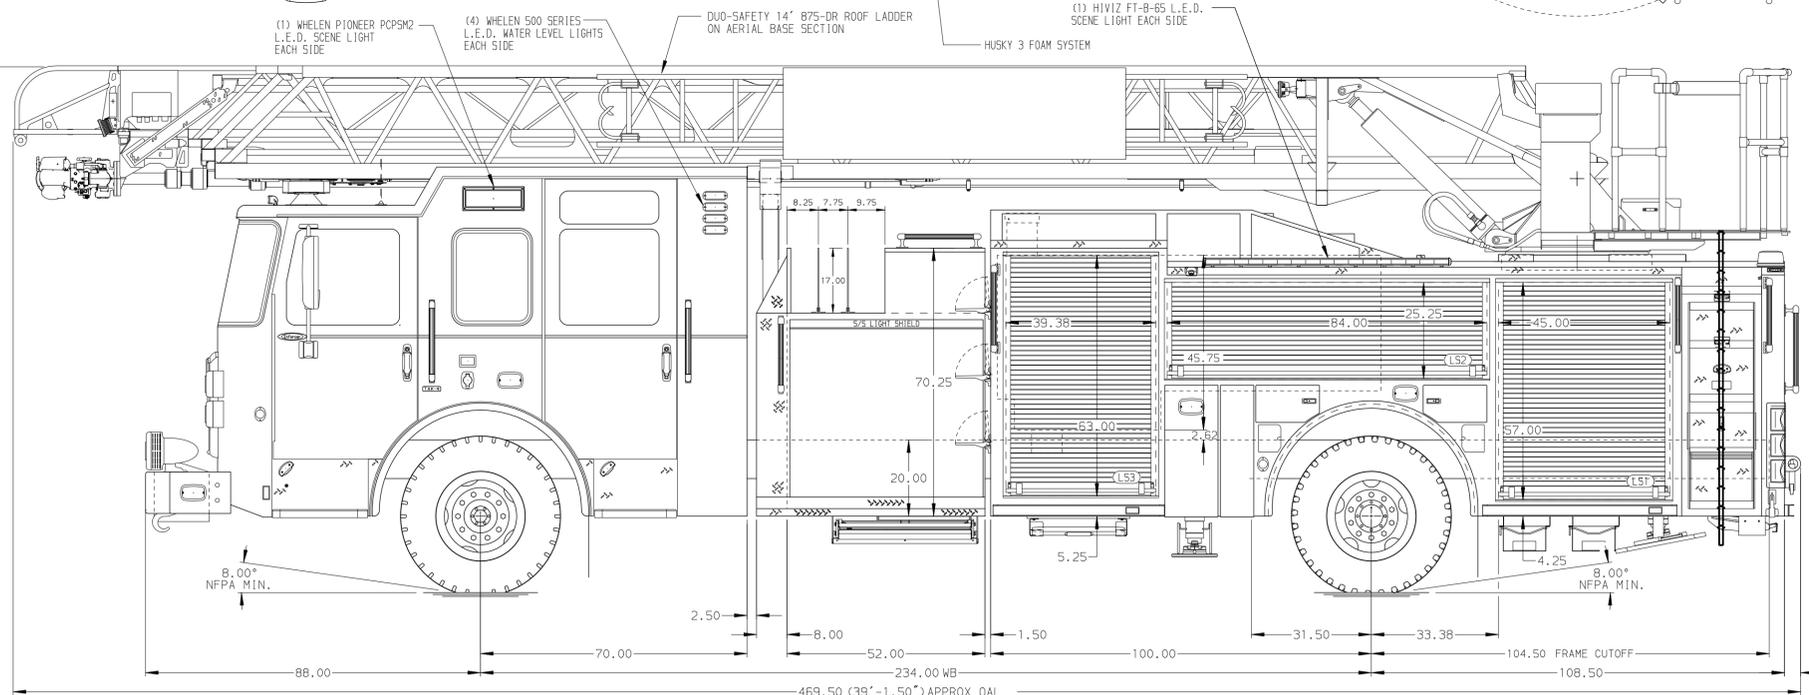 (1) WHELEN PIONEER PCPSM2
L.E.D. SCENE LIGHT
EACH SIDE
(4) WHELEN 500 SERIES
L.E.D. WATER LEVEL LIGHTS
EACH SIDE
DUO-SAFETY 14' 875-DR ROOF LADDER
ON AERIAL BASE SECTION
HUSKY 3 FOAM SYSTEM
(1) HIVIZ FT-B-65 L.E.D.
SCENE LIGHT EACH SIDE
8.25
7.75
9.75
17.00
S/S LIGHT SHIELD
39.38
84.00
25.25
45.00
45.75
LS2
70.25
63.00
2.62
57.00
20.00
LS3
LS1
5.25
4.25
8.00°
NFPA MIN.
8.00°
NFPA MIN.
2.50
8.00
1.50
31.50
33.38
70.00
52.00
100.00
104.50 FRAME CUTOFF
88.00
234.00 WB
108.50
469.50 (39'-1.50") APPROX OAL